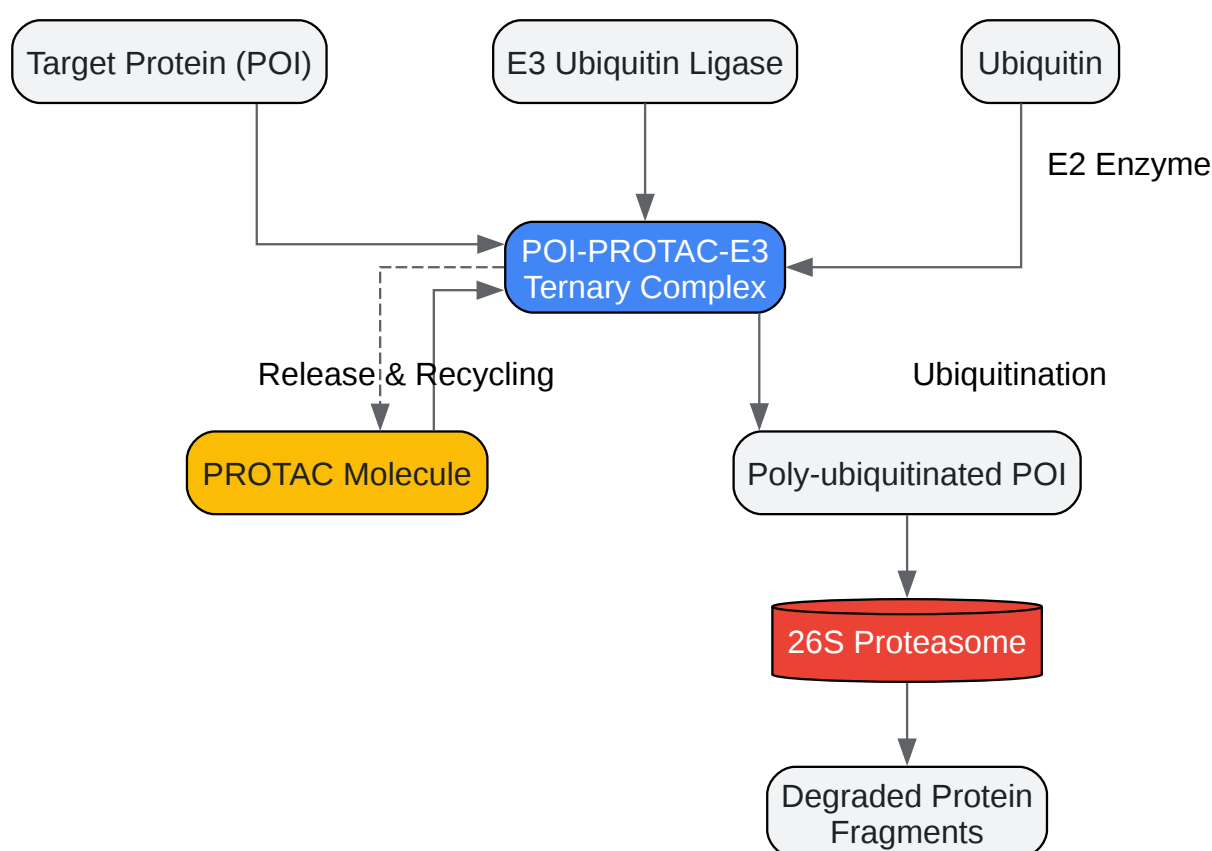 Target Protein (POI)
E3 Ubiquitin Ligase
Ubiquitin
E2 Enzyme
POI-PROTAC-E3
Ternary Complex
Release & Recycling
Ubiquitination
PROTAC Molecule
Poly-ubiquitinated POI
26S Proteasome
Degraded Protein
Fragments